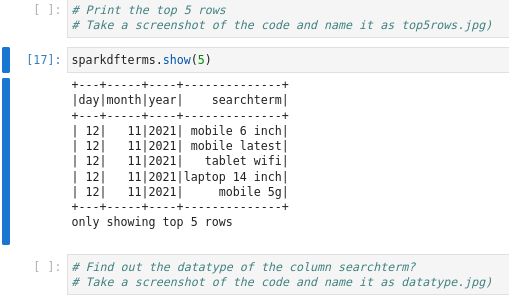 [ ]: # Print the top 5 rows
# Take a screenshot of the code and name it as top5rows.jpg)
[17]: sparkdfterms.show(5)
+---+-----+----+--------------+
|day|month|year|    searchterm|
+---+-----+----+--------------+
| 12|   11|2021| mobile 6 inch|
| 12|   11|2021| mobile latest|
| 12|   11|2021|   tablet wifi|
| 12|   11|2021|laptop 14 inch|
| 12|   11|2021|     mobile 5g|
+---+-----+----+--------------+
only showing top 5 rows
[ ]: # Find out the datatype of the column searchterm?
# Take a screenshot of the code and name it as datatype.jpg)